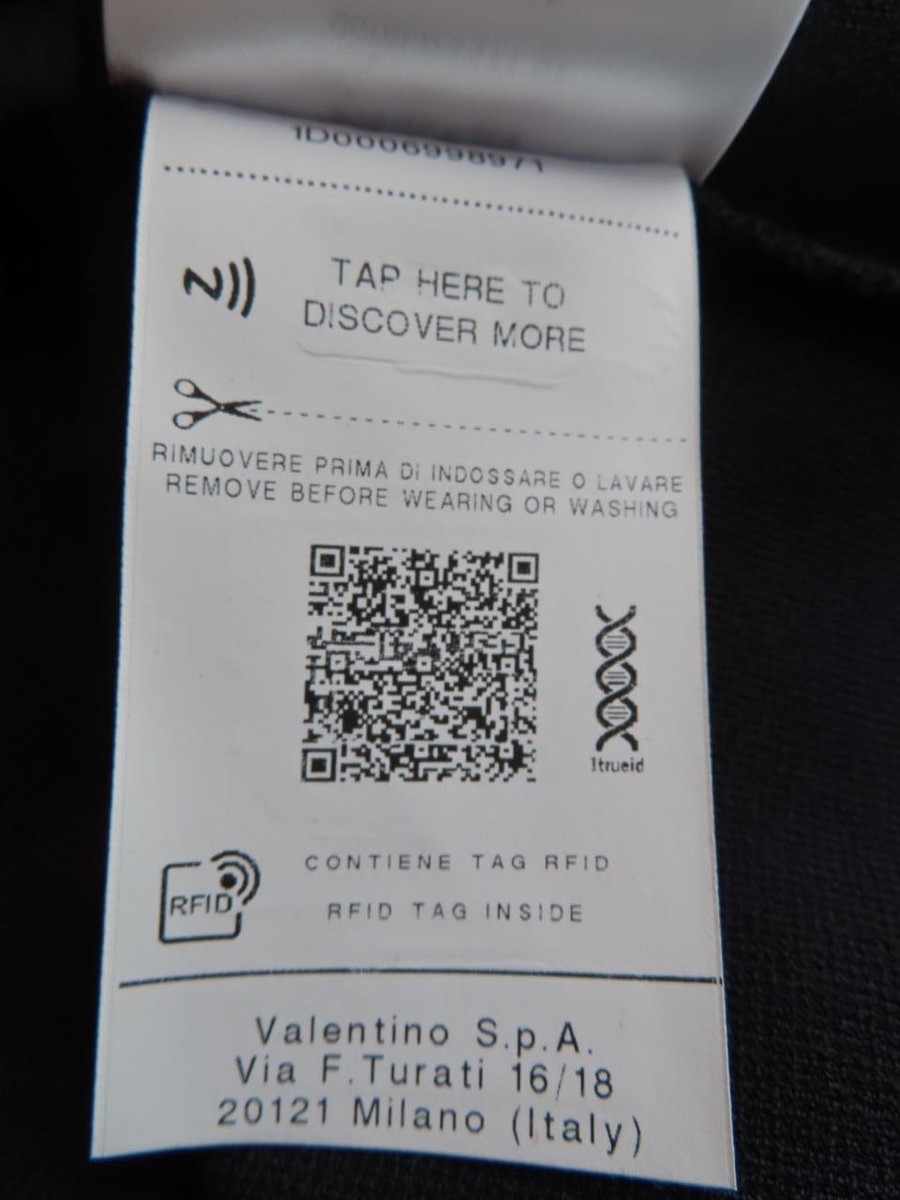 1D0006998971
TAP HERE TO
DISCOVER MORE
RIMUOVERE PRIMA DI INDOSSARE O LAVARE
REMOVE BEFORE WEARING OR WASHING
1trueid
CONTIENE TAG RFID
RFID
RFID TAG INSIDE
Valentino S.p.A.
Via F.Turati 16/18
20121 Milano (Italy)